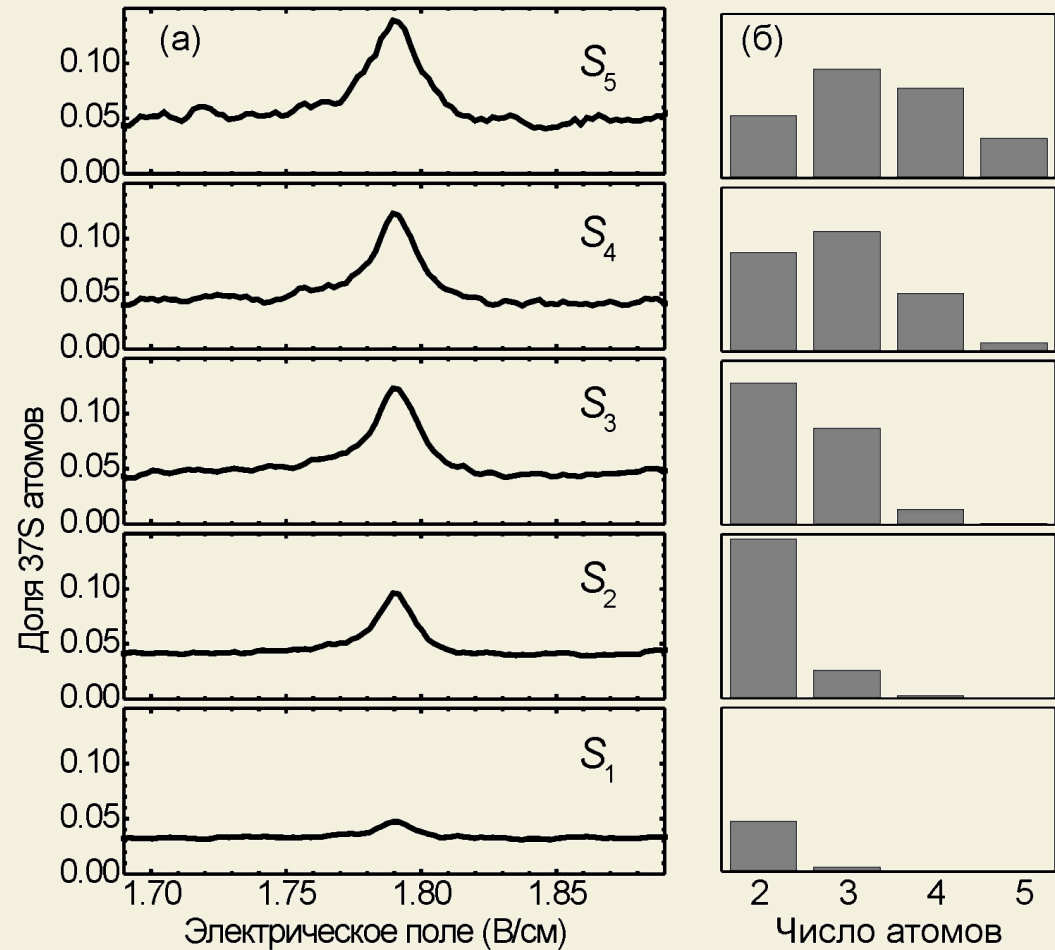 (а)
0.10
0.05
0.00
S5
(б)
0.10
0.05
0.00
S4
0.10
0.05
0.00
S3
0.10
0.05
0.00
S2
0.10
0.05
0.00
S1
Доля 37S атомов
1.70 1.75 1.80 1.85
Электрическое поле (В/см)
2 3 4 5
Число атомов